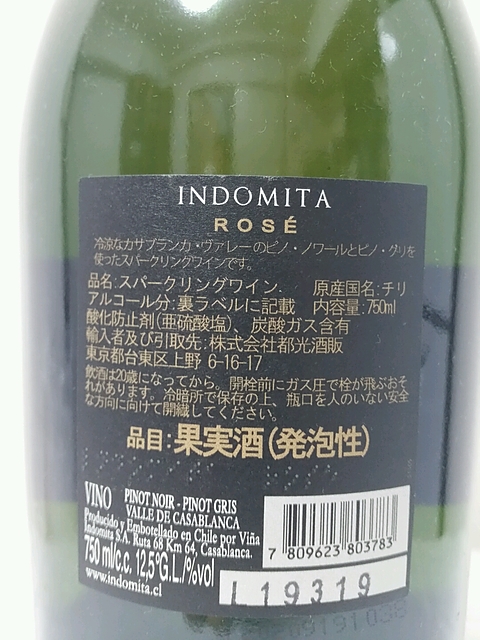 INDOMITA
ROSÉ
冷涼なカサブランカ・ヴァレーのピノ・ノワールとピノ・グリを
使ったスパークリングワインです。
品名:スパークリングワイン. 原産国名:チリ
アルコール分:裏ラベルに記載 内容量:750ml
酸化防止剤(亜硫酸塩)、炭酸ガス含有
輸入者及び引取先:株式会社都光酒販
東京都台東区上野 6-16-17
飲酒は20歳になってから。開栓前にガス圧で栓が飛ぶおそ
れがあります。冷暗所で保存の上、瓶口を人のいない安全
な方向に向けて開繊してください。
品目:果実酒(発泡性)
VINO PINOT NOIR - PINOT GRIS
VALLE DE CASABLANCA
Producido y Embotellado en Chile por Viña
Indomita S.A. Ruta 68 Km 64, Casablanca.
750 ml/c.c. 12,5°G.L./%vol
www.indomita.cl
7 809623 803783
L19319